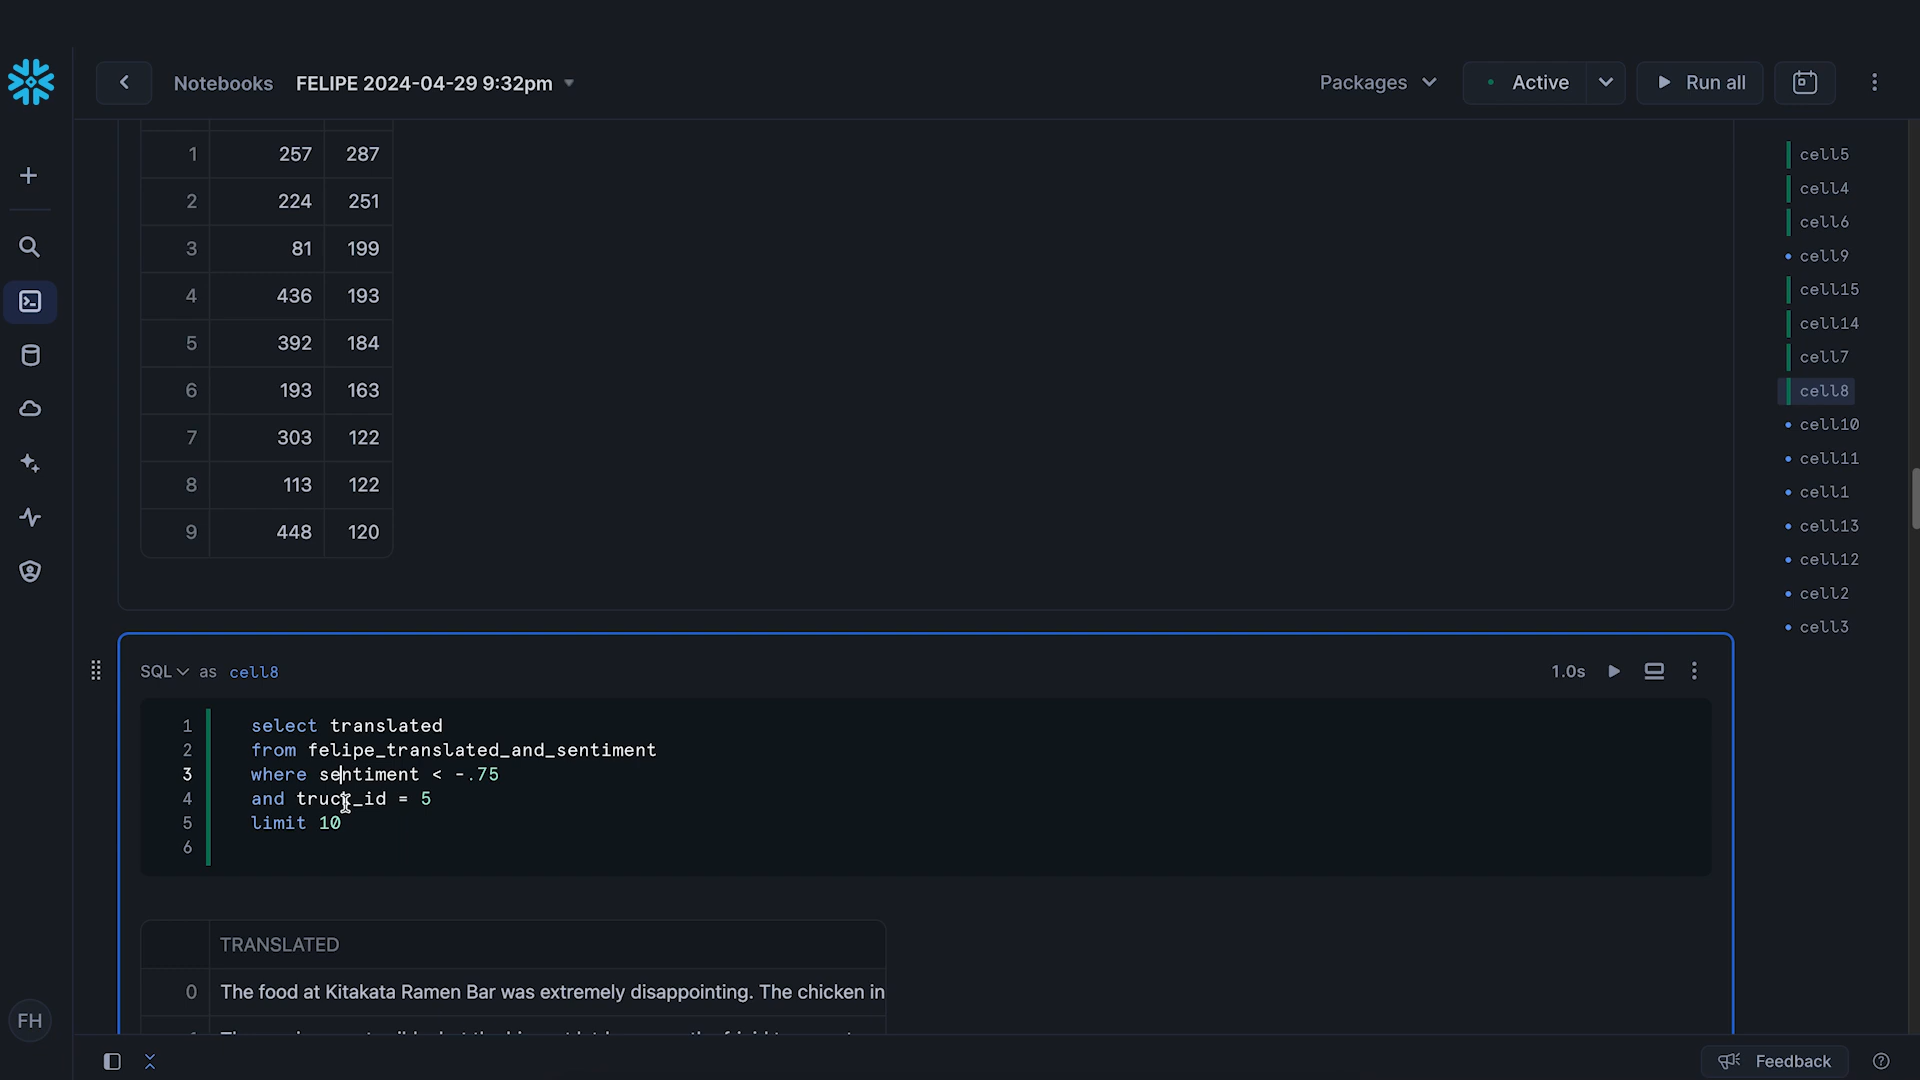 Notebooks FELIPE 2024-04-29 9:32pm Packages Active Run all
1 257 287
2 224 251
3 81 199
4 436 193
5 392 184
6 193 163
7 303 122
8 113 122
9 448 120
cell5
cell4
cell6
cell9
cell15
cell14
cell7
cell8
cell10
cell11
cell1
cell13
cell12
cell2
cell3
SQL as cell8 1.0s
1 select translated
2 from felipe_translated_and_sentiment
3 where sentiment < -.75
4 and truck_id = 5
5 limit 10
6
TRANSLATED
0 The food at Kitakata Ramen Bar was extremely disappointing. The chicken in
FH
Feedback